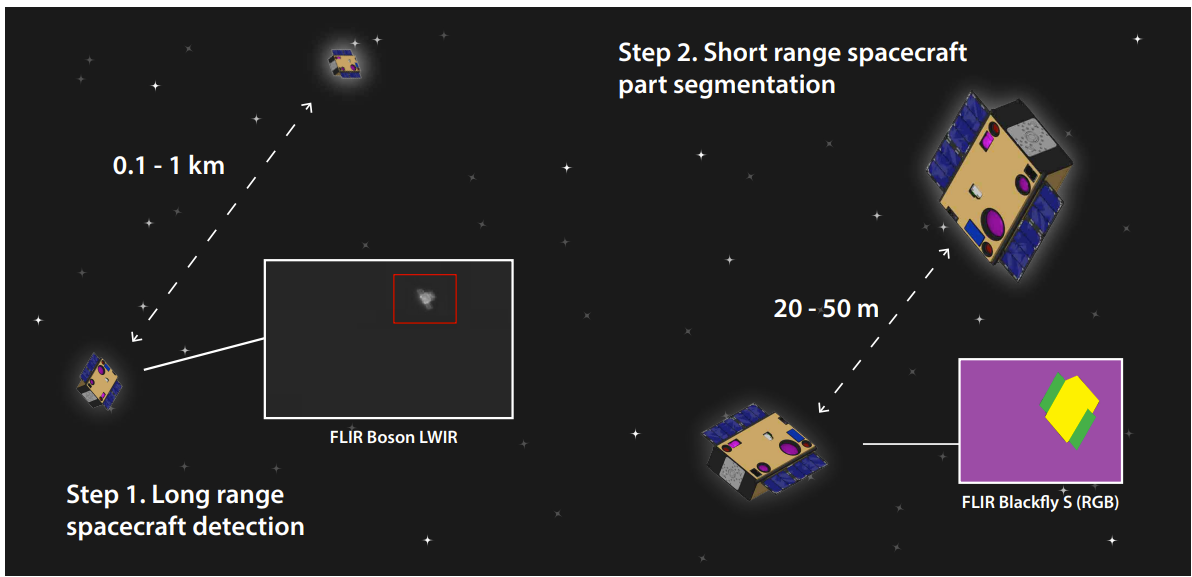 0.1 - 1 km
FLIR Boson LWIR
Step 1. Long range
spacecraft detection
Step 2. Short range spacecraft
part segmentation
20 - 50 m
FLIR Blackfly S (RGB)